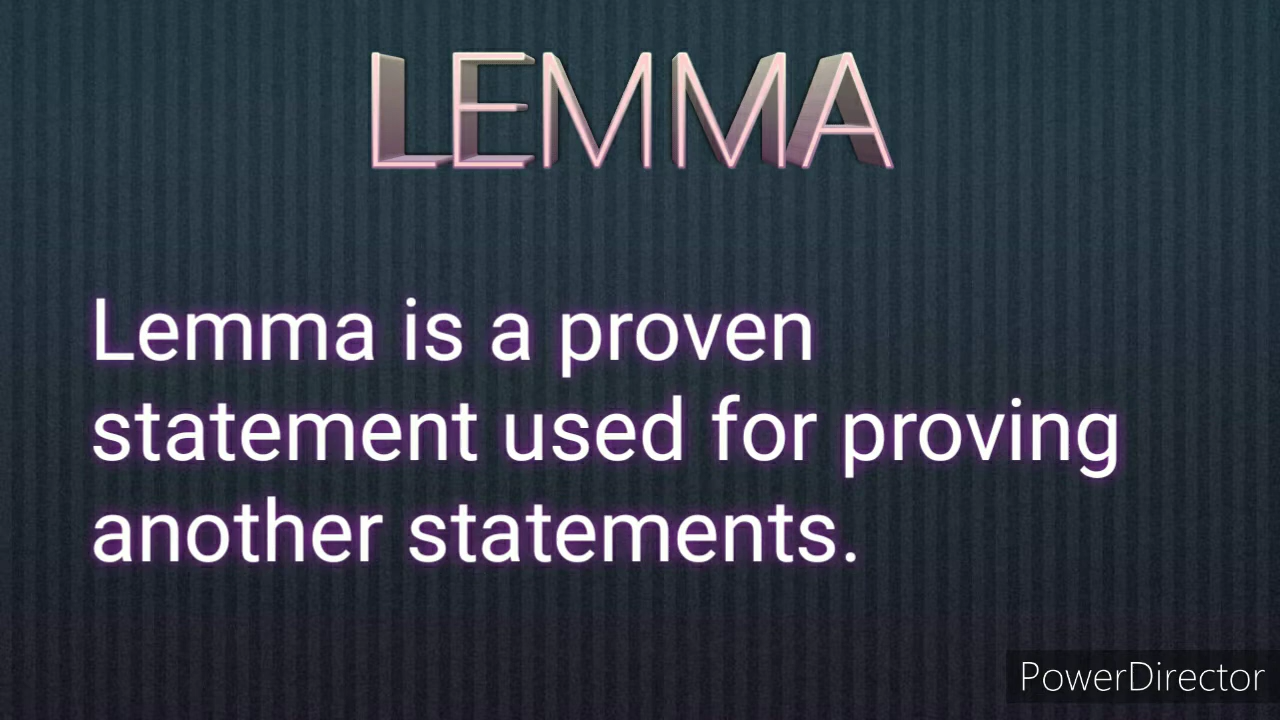 LEMMA
Lemma is a proven
statement used for proving
another statements.
PowerDirector